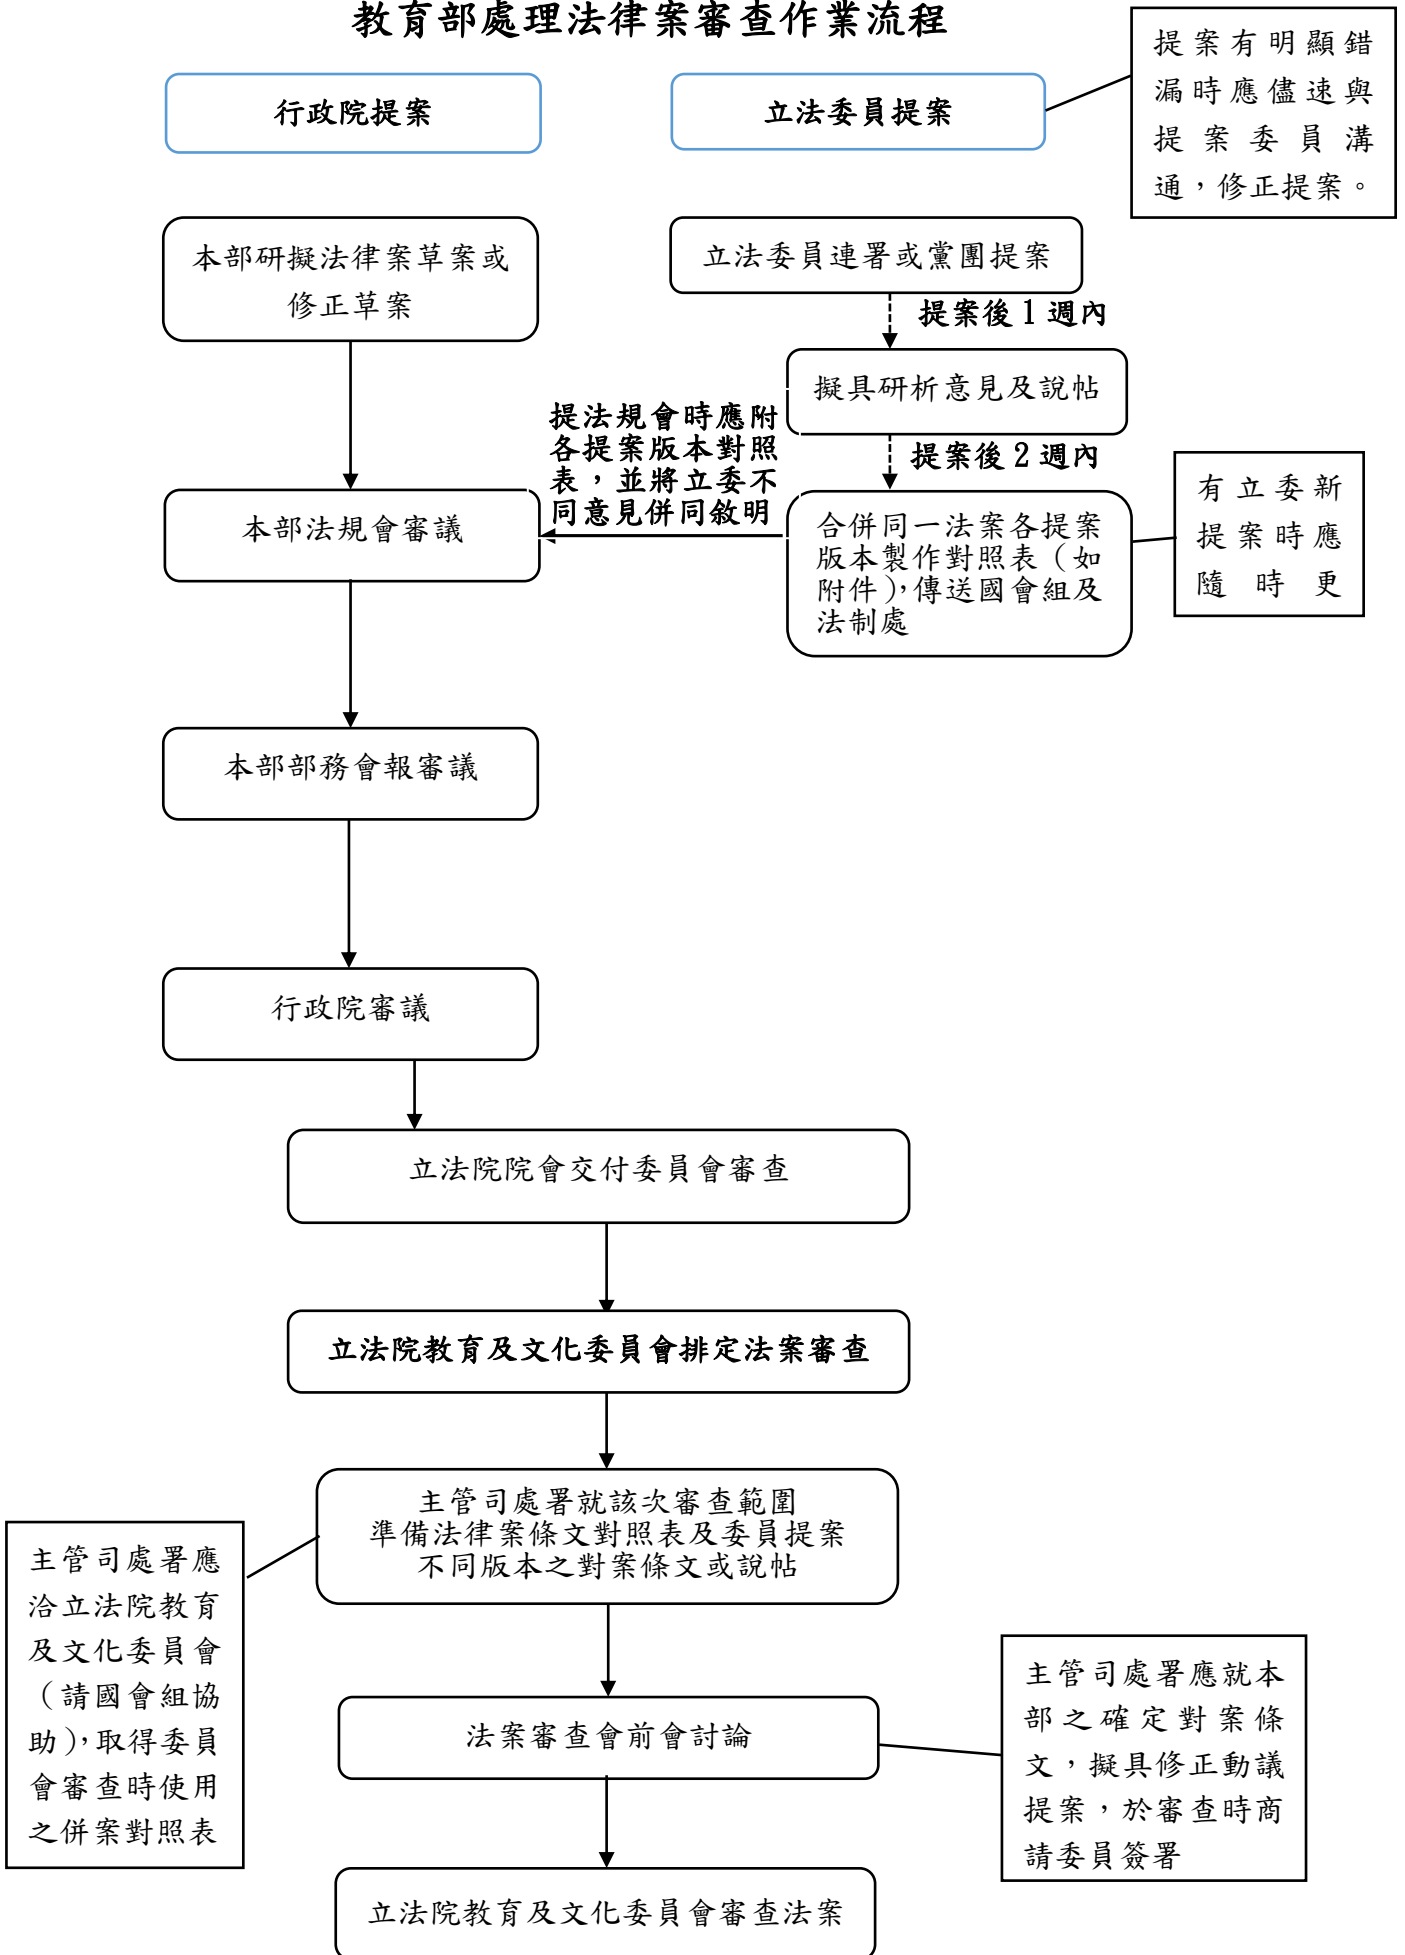 教育部處理法律案審查作業流程
提案有明顯錯
漏時應儘速與
提案委員溝
通，修正提案。
行政院提案
立法委員提案
本部研擬法律案草案或
修正草案
立法委員連署或黨團提案
提案後1週內
擬具研析意見及說帖
提案後2週內
提法規會時應附
各提案版本對照
表，並將立委不
同意見併同敘明
本部法規會審議
合併同一法案各提案
版本製作對照表（如
附件），傳送國會組及
法制處
有立委新
提案時應
隨時更
本部部務會報審議
行政院審議
立法院院會交付委員會審查
立法院教育及文化委員會排定法案審查
主管司處署就該次審查範圍
準備法律案條文對照表及委員提案
不同版本之對案條文或說帖
主管司處署應
洽立法院教育
及文化委員會
（請國會組協
助），取得委員
會審查時使用
之併案對照表
法案審查會前會討論
主管司處署應就本
部之確定對案條
文，擬具修正動議
提案，於審查時商
請委員簽署
立法院教育及文化委員會審查法案